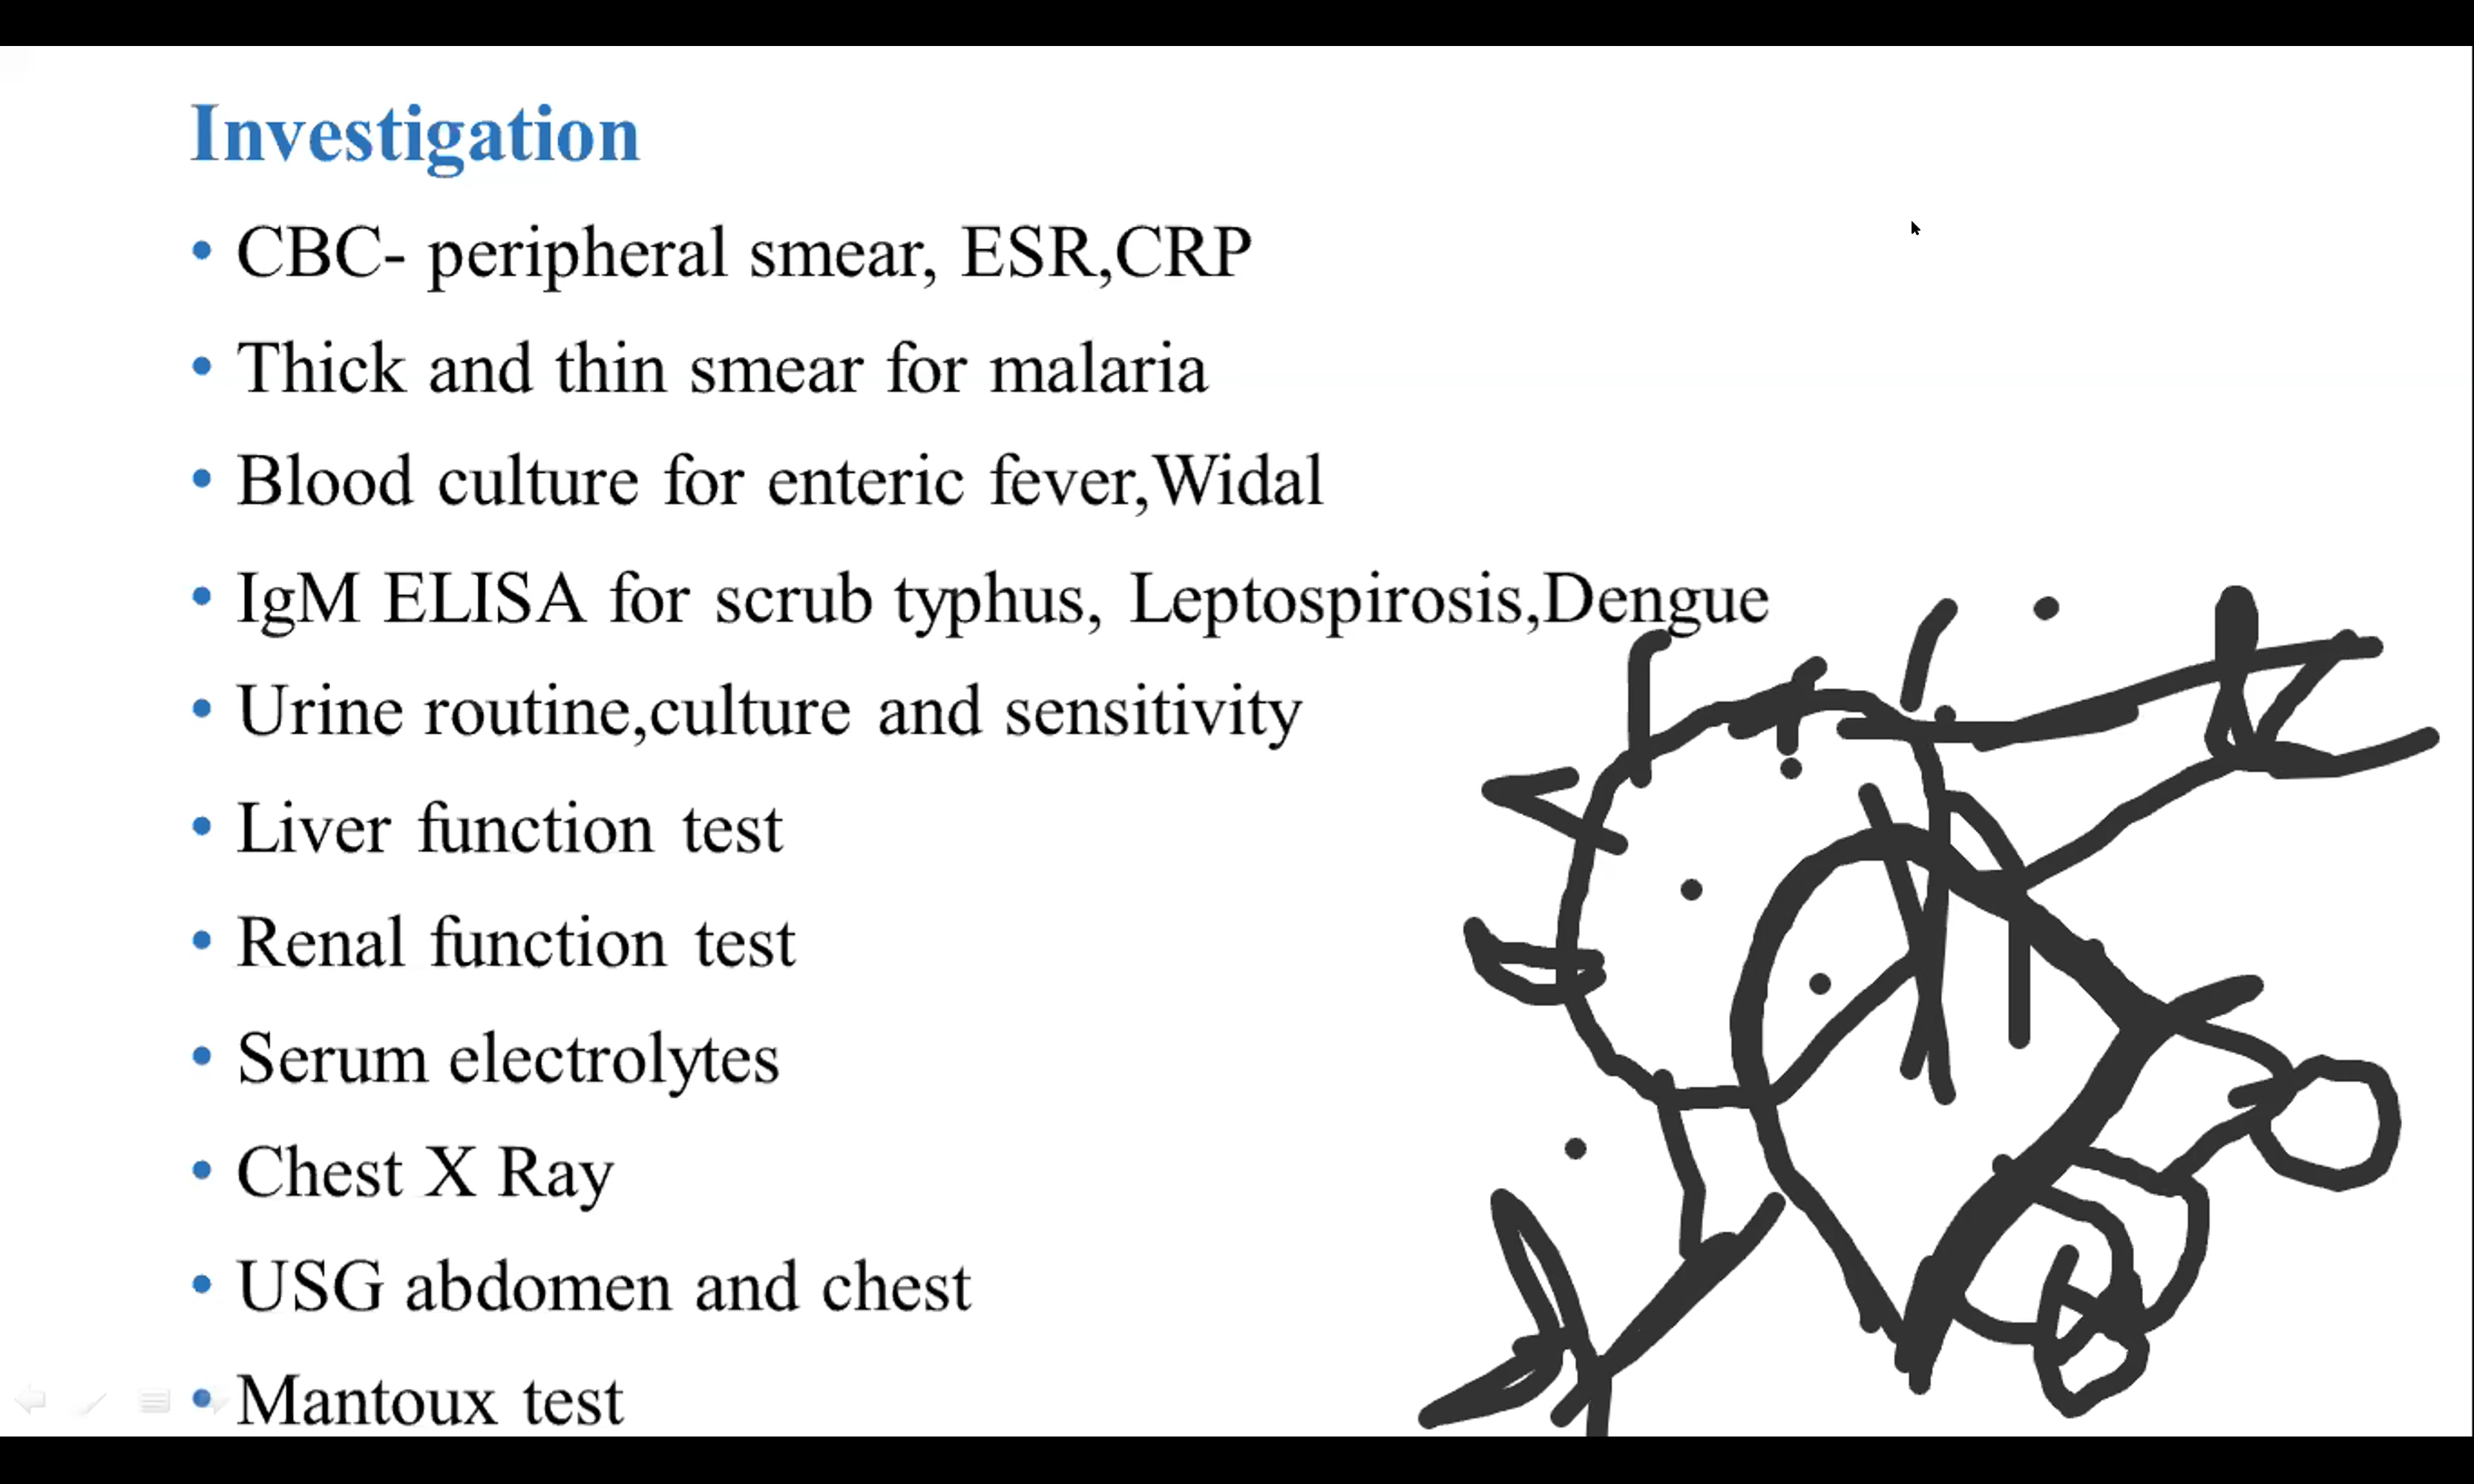 Investigation
• CBC- peripheral smear, ESR,CRP
• Thick and thin smear for malaria
• Blood culture for enteric fever,Widal
• IgM ELISA for scrub typhus, Leptospirosis,Dengue
• Urine routine,culture and sensitivity
• Liver function test
• Renal function test
• Serum electrolytes
• Chest X Ray
• USG abdomen and chest
• Mantoux test